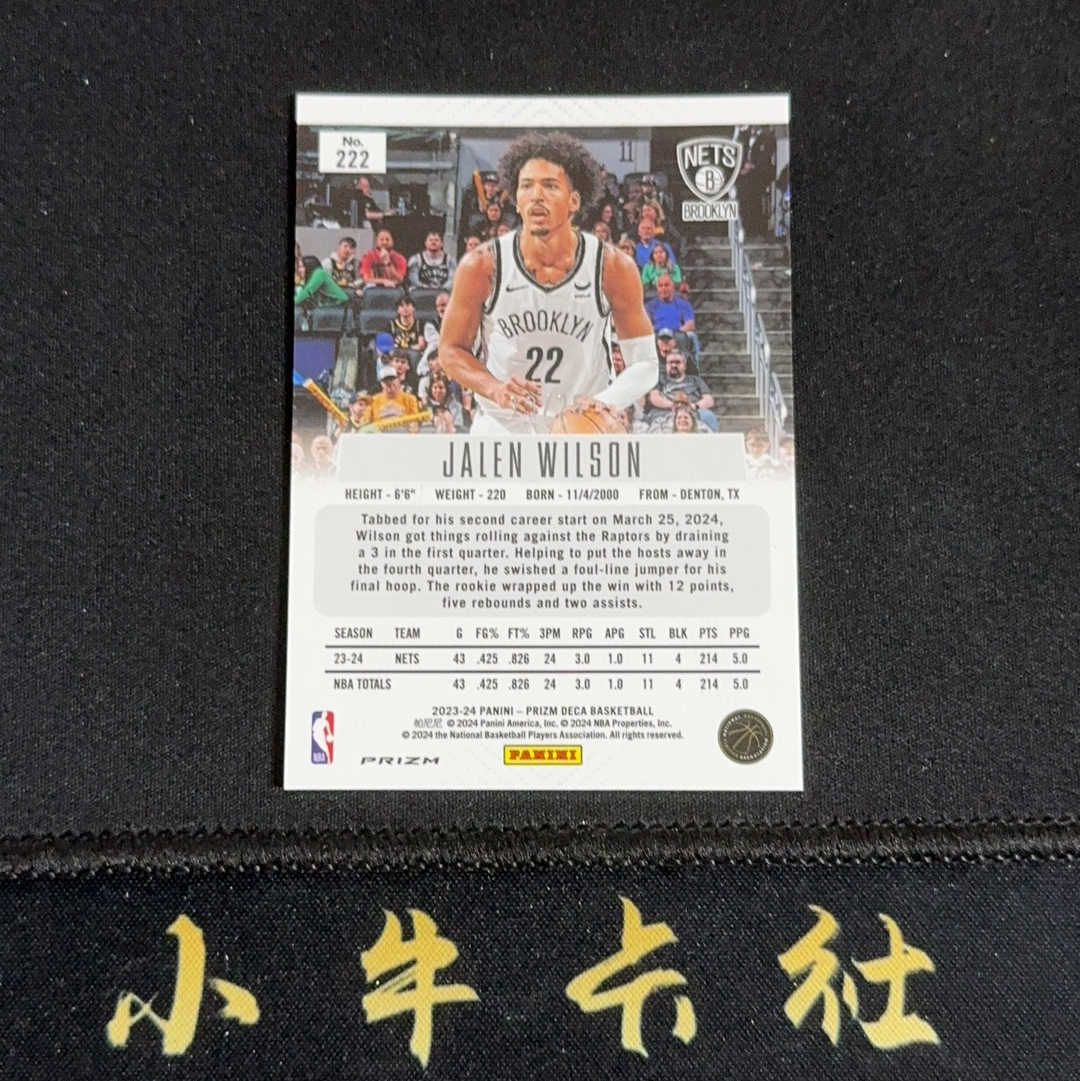 No.
222
11
NETS
B
BROOKLYN
BROOKLYN
22
JALEN WILSON
HEIGHT - 6'6" WEIGHT - 220 BORN - 11/4/2000 FROM - DENTON, TX
Tabbed for his second career start on March 25, 2024,
Wilson got things rolling against the Raptors by draining
a 3 in the first quarter. Helping to put the hosts away in
the fourth quarter, he swished a foul-line jumper for his
final hoop. The rookie wrapped up the win with 12 points,
five rebounds and two assists.
SEASON TEAM G FG% FT% 3PM RPG APG STL BLK PTS PPG
23-24 NETS 43 .425 .826 24 3.0 1.0 11 4 214 5.0
NBA TOTALS 43 .425 .826 24 3.0 1.0 11 4 214 5.0
2023-24 PANINI – PRIZM DECA BASKETBALL
帕尼尼 © 2024 Panini America, Inc. © 2024 NBA Properties, Inc.
© 2024 the National Basketball Players Association. All rights reserved.
NBA
PRIZM
PANINI
小牛卡社